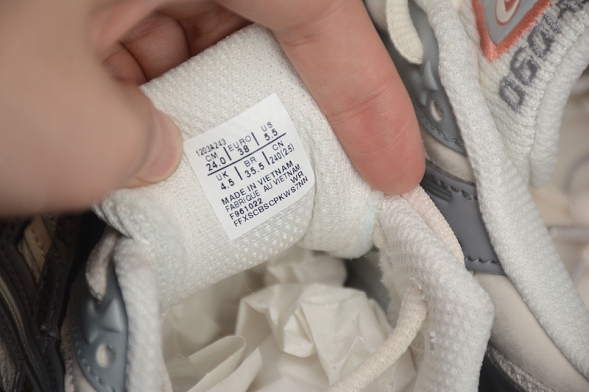 1203A243
CM EURO US
24.0 38 5.5
UK BR CN
4.5 35.5 240(2.5)
MADE IN VIETNAM
FABRIQUE AU VIETNAM
F961022 WR
FFXSCBSCPKWS7NN